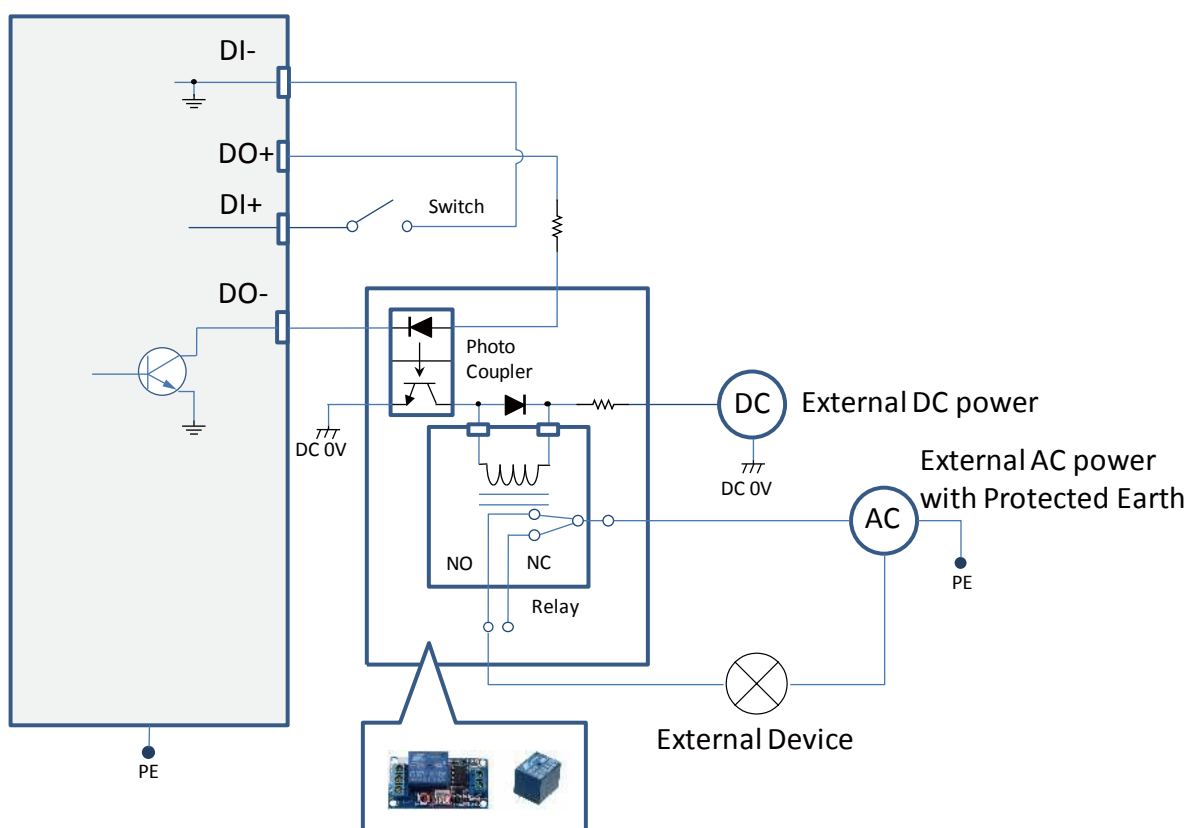 DI-
DO+
DI+
Switch
DO-
Photo
Coupler
DC
External DC power
DC 0V
DC 0V
External AC power
with Protected Earth
AC
NO
NC
PE
Relay
External Device
PE